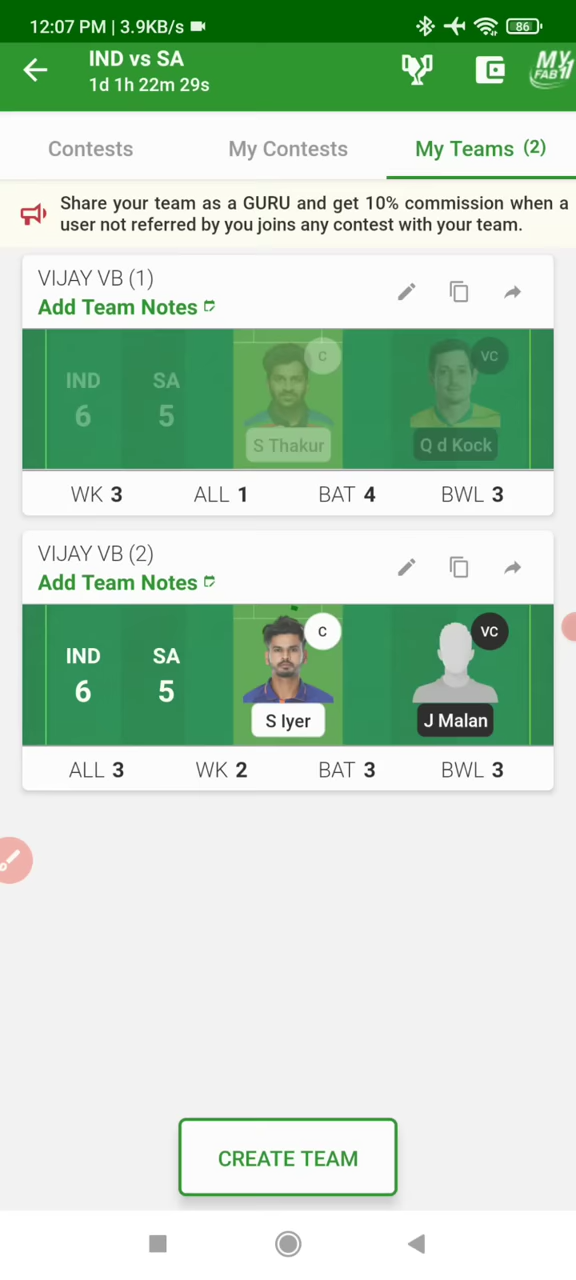 12:07 PM | 3.9KB/s
86
IND vs SA
1d 1h 22m 29s
MY FAB11
Contests
My Contests
My Teams (2)
Share your team as a GURU and get 10% commission when a
user not referred by you joins any contest with your team.
VIJAY VB (1)
Add Team Notes
IND
SA
C
VC
6
5
S Thakur
Q d Kock
WK 3
ALL 1
BAT 4
BWL 3
VIJAY VB (2)
Add Team Notes
IND
SA
C
VC
6
5
S Iyer
J Malan
ALL 3
WK 2
BAT 3
BWL 3
CREATE TEAM